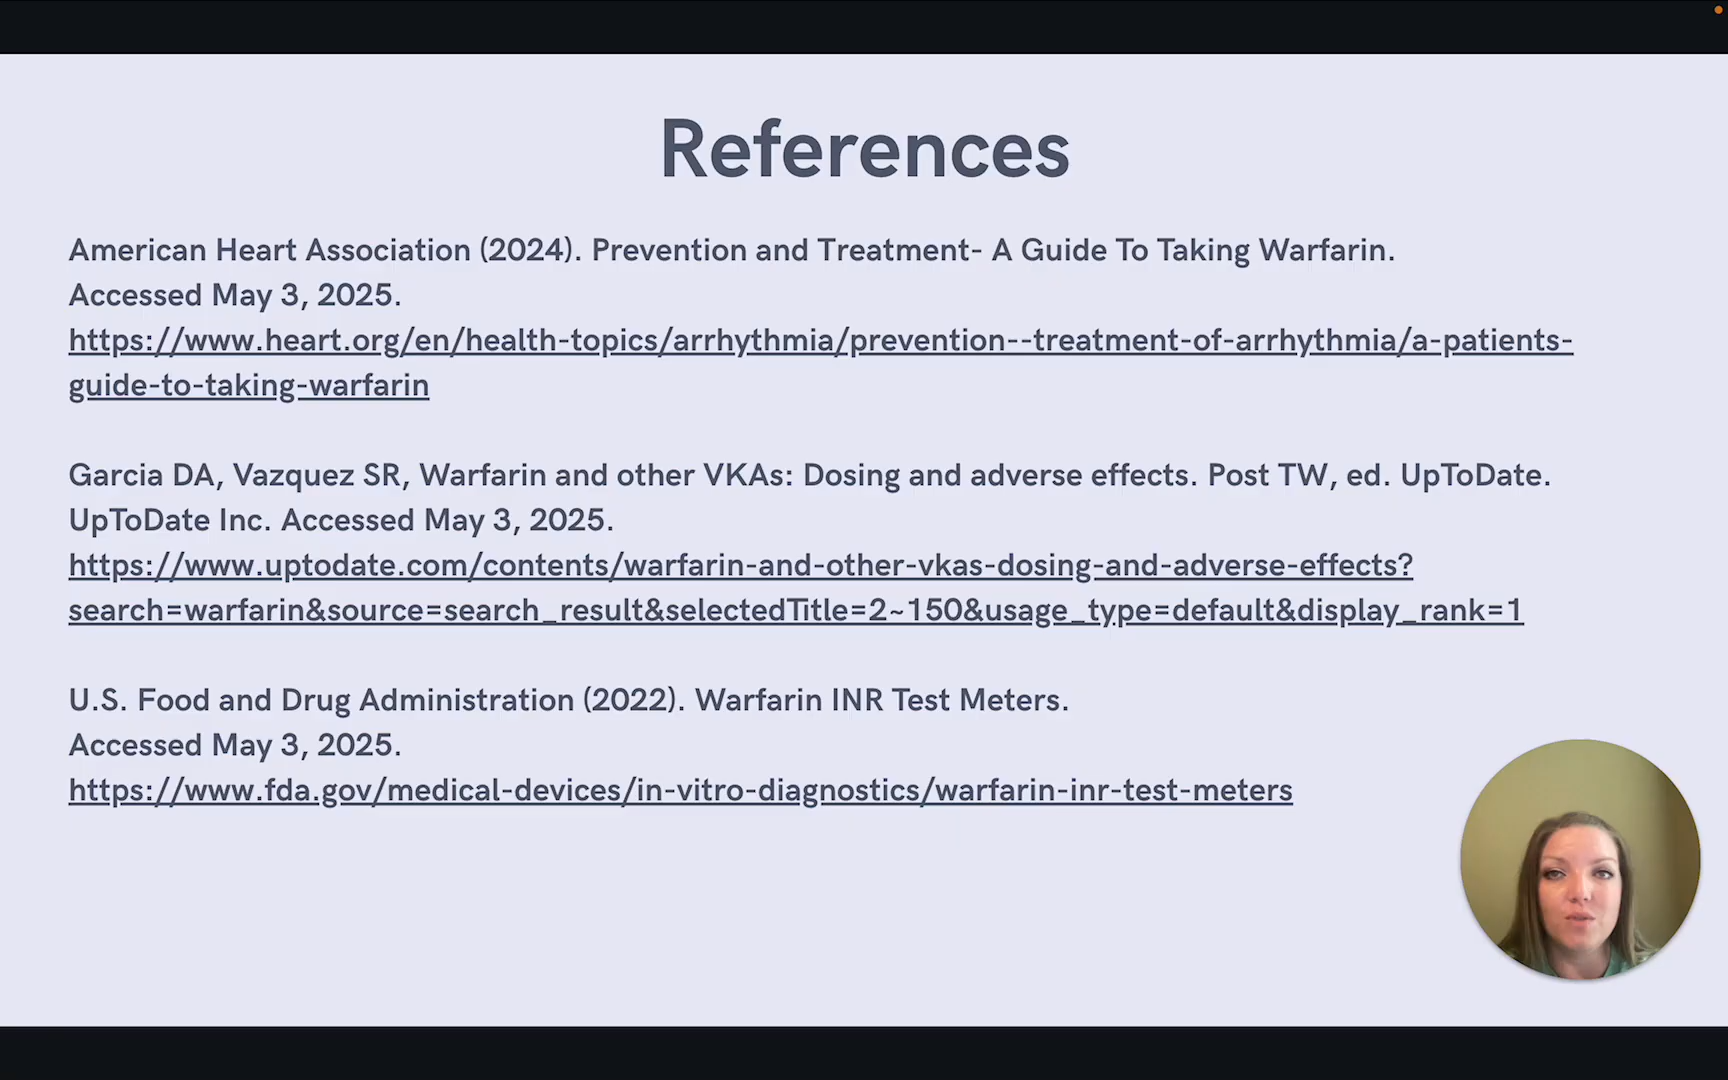 References
American Heart Association (2024). Prevention and Treatment- A Guide To Taking Warfarin.
Accessed May 3, 2025.
https://www.heart.org/en/health-topics/arrhythmia/prevention--treatment-of-arrhythmia/a-patients-
guide-to-taking-warfarin
Garcia DA, Vazquez SR, Warfarin and other VKAs: Dosing and adverse effects. Post TW, ed. UpToDate.
UpToDate Inc. Accessed May 3, 2025.
https://www.uptodate.com/contents/warfarin-and-other-vkas-dosing-and-adverse-effects?
search=warfarin&source=search_result&selectedTitle=2~150&usage_type=default&display_rank=1
U.S. Food and Drug Administration (2022). Warfarin INR Test Meters.
Accessed May 3, 2025.
https://www.fda.gov/medical-devices/in-vitro-diagnostics/warfarin-inr-test-meters